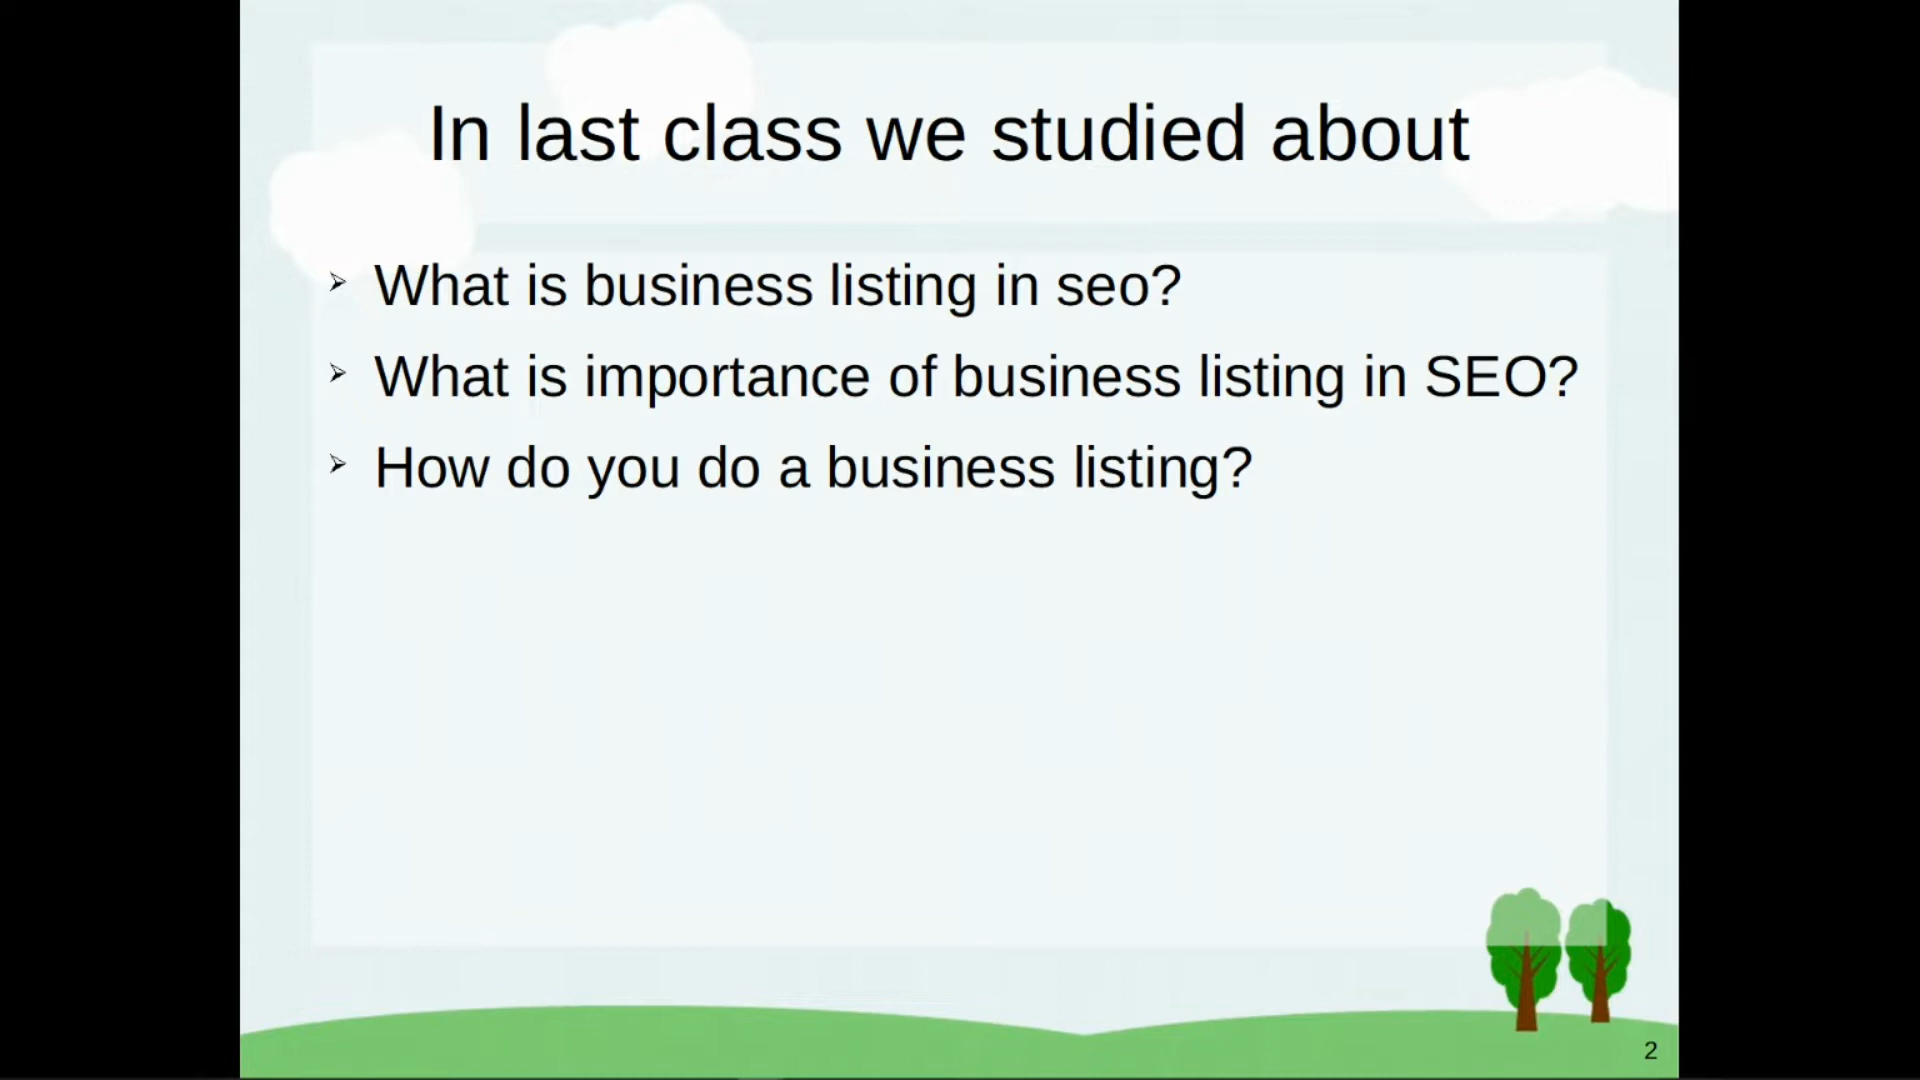 In last class we studied about
➢ What is business listing in seo?
➢ What is importance of business listing in SEO?
➢ How do you do a business listing?
2